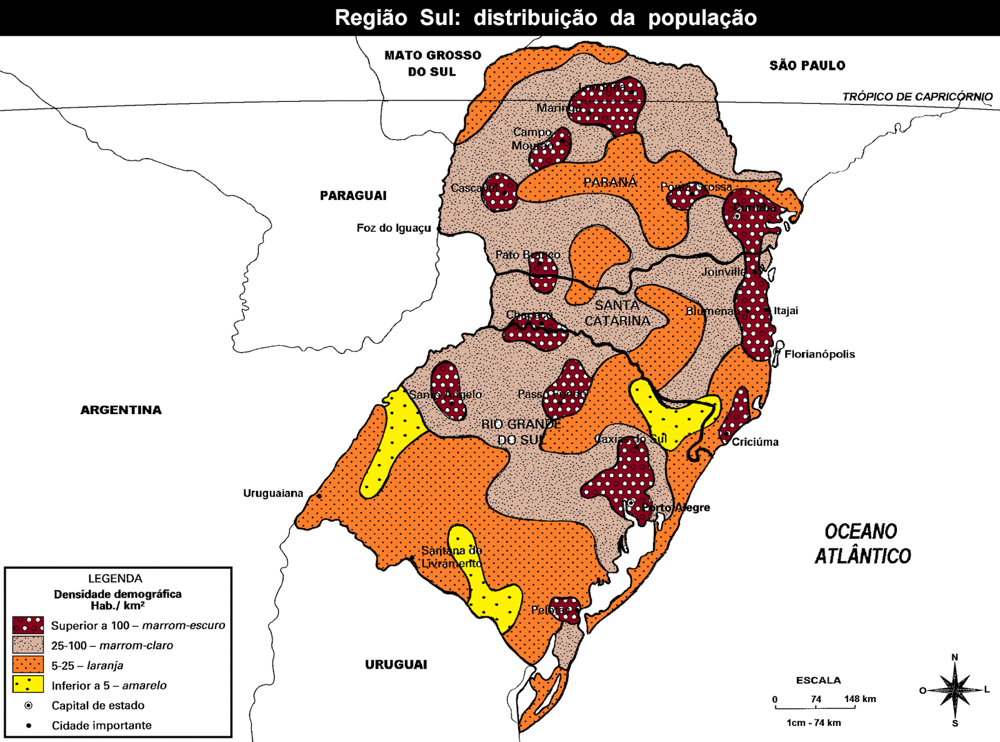 Região Sul: distribuição da população
MATO GROSSO
DO SUL
SÃO PAULO
TRÓPICO DE CAPRICÓRNIO
Londrina
Maringá
Campo
Mourão
PARANÁ
Cascavel
Ponta Grossa
PARAGUAI
Curitiba
Foz do Iguaçu
Pato Branco
Joinville
SANTA
CATARINA
Blumenau
Itajaí
Chapecó
Florianópolis
ARGENTINA
Santo Ângelo
Passo Fundo
RIO GRANDE
DO SUL
Caxias do Sul
Criciúma
Uruguaiana
Porto Alegre
OCEANO
ATLÂNTICO
Santana do
Livramento
Pelotas
URUGUAI
LEGENDA
Densidade demográfica
Hab./ km²
Superior a 100 – marrom-escuro
25-100 – marrom-claro
5-25 – laranja
Inferior a 5 – amarelo
Capital de estado
Cidade importante
ESCALA
0 74 148 km
1cm - 74 km
N
O L
S